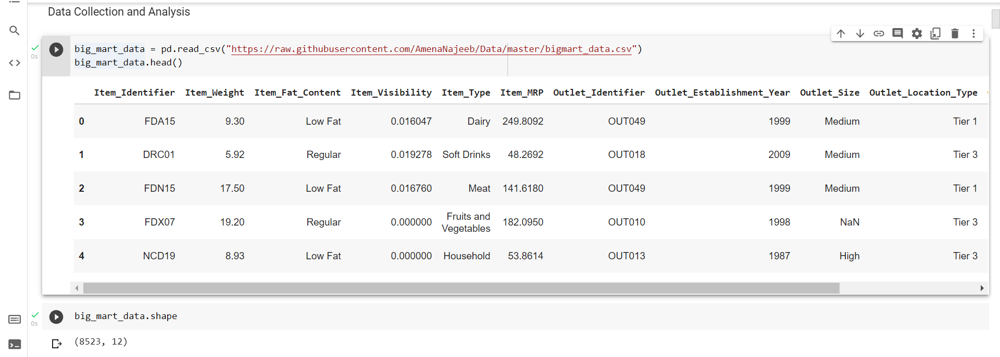 Data Collection and Analysis
0s
big_mart_data = pd.read_csv("https://raw.githubusercontent.com/AmenaNajeeb/Data/master/bigmart_data.csv")
big_mart_data.head()
Item_Identifier Item_Weight Item_Fat_Content Item_Visibility Item_Type Item_MRP Outlet_Identifier Outlet_Establishment_Year Outlet_Size Outlet_Location_Type
0 FDA15 9.30 Low Fat 0.016047 Dairy 249.8092 OUT049 1999 Medium Tier 1
1 DRC01 5.92 Regular 0.019278 Soft Drinks 48.2692 OUT018 2009 Medium Tier 3
2 FDN15 17.50 Low Fat 0.016760 Meat 141.6180 OUT049 1999 Medium Tier 1
3 FDX07 19.20 Regular 0.000000 Fruits and Vegetables 182.0950 OUT010 1998 NaN Tier 3
4 NCD19 8.93 Low Fat 0.000000 Household 53.8614 OUT013 1987 High Tier 3
0s
big_mart_data.shape
(8523, 12)